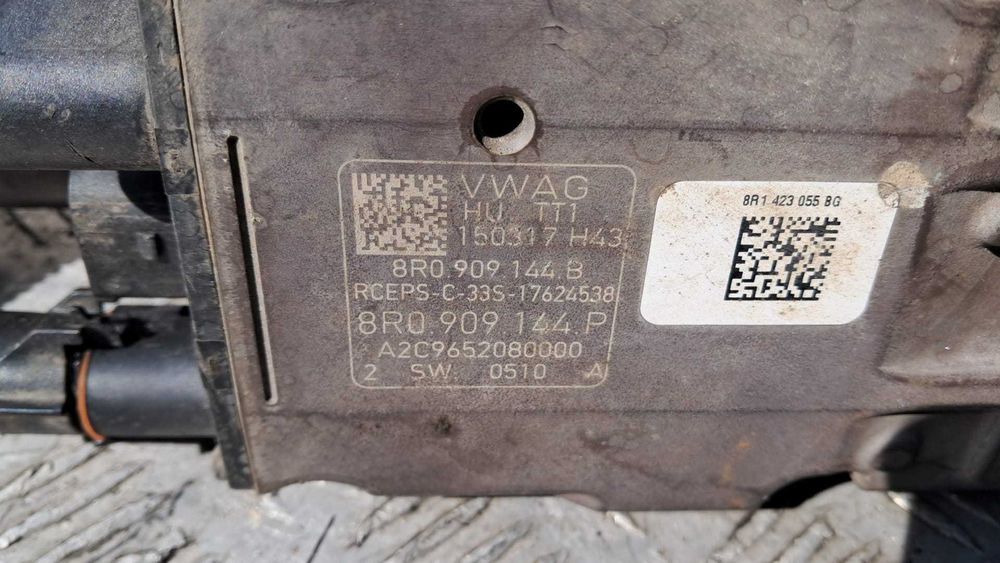 VWAG
HU TT1
150317 H43
8R0.909.144.B
RCEPS-C-33S-17624538
8R0.909.144.P
A2C9652080000
2 SW. 0510 A
8R1 423 055 BG